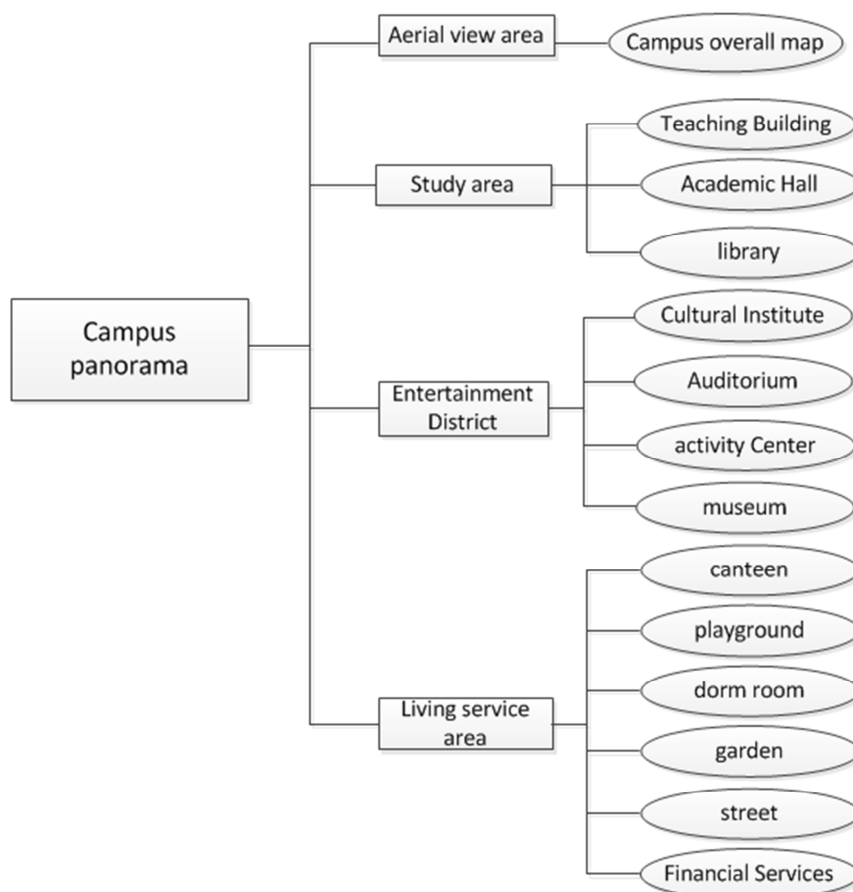 Aerial view area
Campus overall map
Teaching Building
Study area
Academic Hall
library
Campus
panorama
Cultural Institute
Entertainment
District
Auditorium
activity Center
museum
canteen
playground
dorm room
Living service
area
garden
street
Financial Services